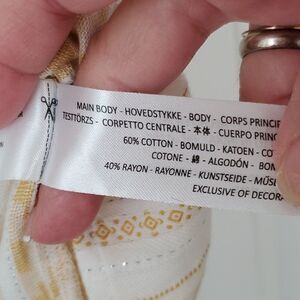 MAIN BODY - HOVEDSTYKKE - BODY - CORPS PRINCIP
TESTTÖRZS - CORPETTO CENTRALE - 本体 - CUERPO PRINC
60% COTTON - BOMULD - KATOEN - CO
COTONE - 綿 - ALGODÓN - BOM
40% RAYON - RAYONNE - KUNSTSEIDE - MŰSE
EXCLUSIVE OF DECORA